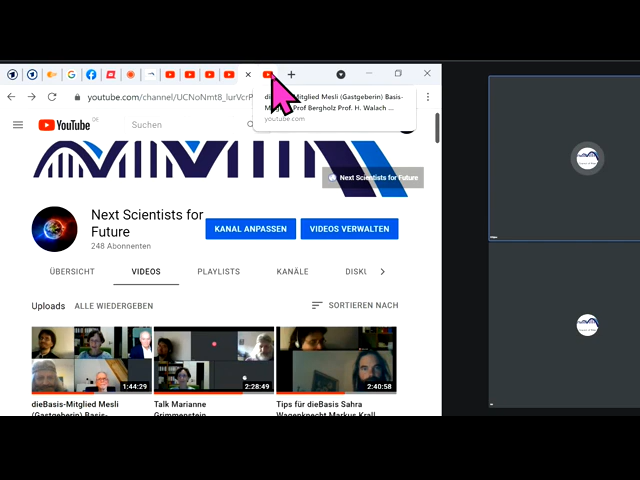 youtube.com/channel/UCNoNmt8_lurVcrP
dieBasis-Mitglied Mesli (Gastgeberin) Basis-
Prof Bergholz Prof. H. Walach ...
youtube.com
YouTube DE
Suchen
Next Scientists for Future
Next Scientists for
Future
248 Abonnenten
KANAL ANPASSEN
VIDEOS VERWALTEN
ÜBERSICHT
VIDEOS
PLAYLISTS
KANÄLE
DISKU
Uploads
ALLE WIEDERGEBEN
SORTIEREN NACH
1:44:29
2:28:49
2:40:58
dieBasis-Mitglied Mesli
(Gastgeberin) Basis-
Talk Marianne
Grimmenstein
Tips für dieBasis Sahra
Wagenknecht Markus Krall